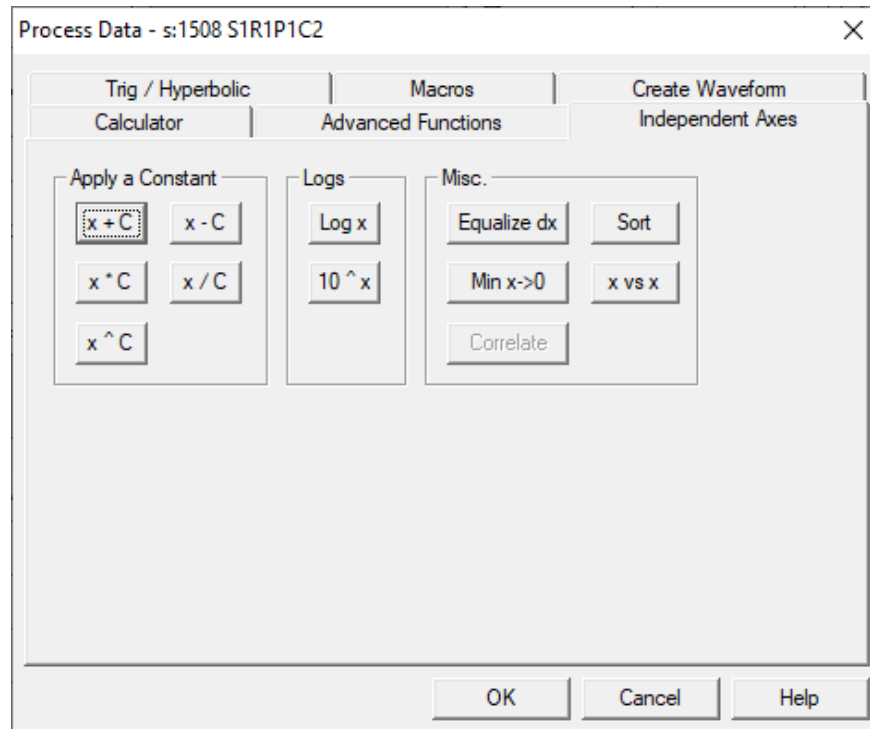 Process Data - s:1508 S1R1P1C2
Trig / Hyperbolic
Macros
Create Waveform
Calculator
Advanced Functions
Independent Axes
Apply a Constant
x + C
x - C
x * C
x / C
x ^ C
Logs
Log x
10 ^ x
Misc.
Equalize dx
Sort
Min x->0
x vs x
Correlate
OK
Cancel
Help